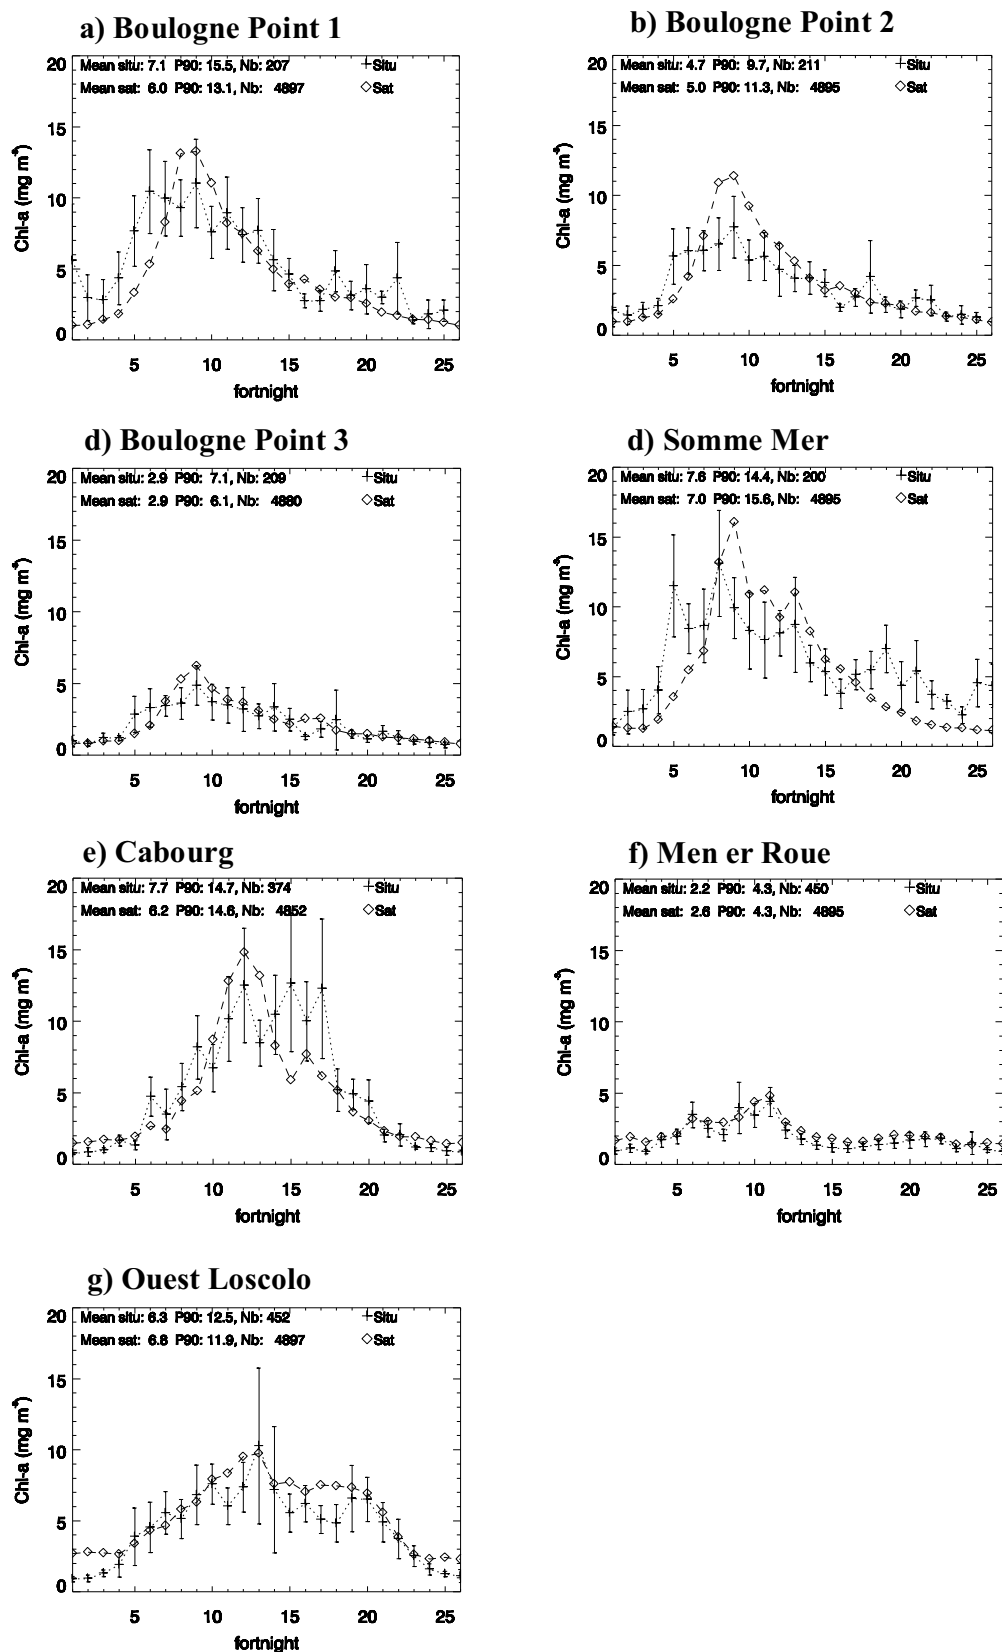 a) Boulogne Point 1
Mean situ: 7.1 P90: 15.5, Nb: 207
Situ
Mean sat: 6.0 P90: 13.1, Nb: 4897
Sat
20
15
10
5
0
Chl-a (mg m⁻³)
5 10 15 20 25
fortnight
b) Boulogne Point 2
Mean situ: 4.7 P90: 9.7, Nb: 211
Situ
Mean sat: 5.0 P90: 11.3, Nb: 4895
Sat
20
15
10
5
0
Chl-a (mg m⁻³)
5 10 15 20 25
fortnight
d) Boulogne Point 3
Mean situ: 2.9 P90: 7.1, Nb: 209
Situ
Mean sat: 2.9 P90: 6.1, Nb: 4880
Sat
20
15
10
5
0
Chl-a (mg m⁻³)
5 10 15 20 25
fortnight
d) Somme Mer
Mean situ: 7.6 P90: 14.4, Nb: 200
Situ
Mean sat: 7.0 P90: 15.6, Nb: 4895
Sat
20
15
10
5
0
Chl-a (mg m⁻³)
5 10 15 20 25
fortnight
e) Cabourg
Mean situ: 7.7 P90: 14.7, Nb: 374
Situ
Mean sat: 6.2 P90: 14.6, Nb: 4852
Sat
20
15
10
5
0
Chl-a (mg m⁻³)
5 10 15 20 25
fortnight
f) Men er Roue
Mean situ: 2.2 P90: 4.3, Nb: 450
Situ
Mean sat: 2.6 P90: 4.3, Nb: 4895
Sat
20
15
10
5
0
Chl-a (mg m⁻³)
5 10 15 20 25
fortnight
g) Ouest Loscolo
Mean situ: 6.3 P90: 12.5, Nb: 452
Situ
Mean sat: 6.8 P90: 11.9, Nb: 4897
Sat
20
15
10
5
0
Chl-a (mg m⁻³)
5 10 15 20 25
fortnight